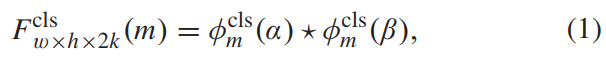 F^{cls}_{w×h×2k}(m) = ϕ^{cls}_m(α) ⋆ ϕ^{cls}_m(β), (1)